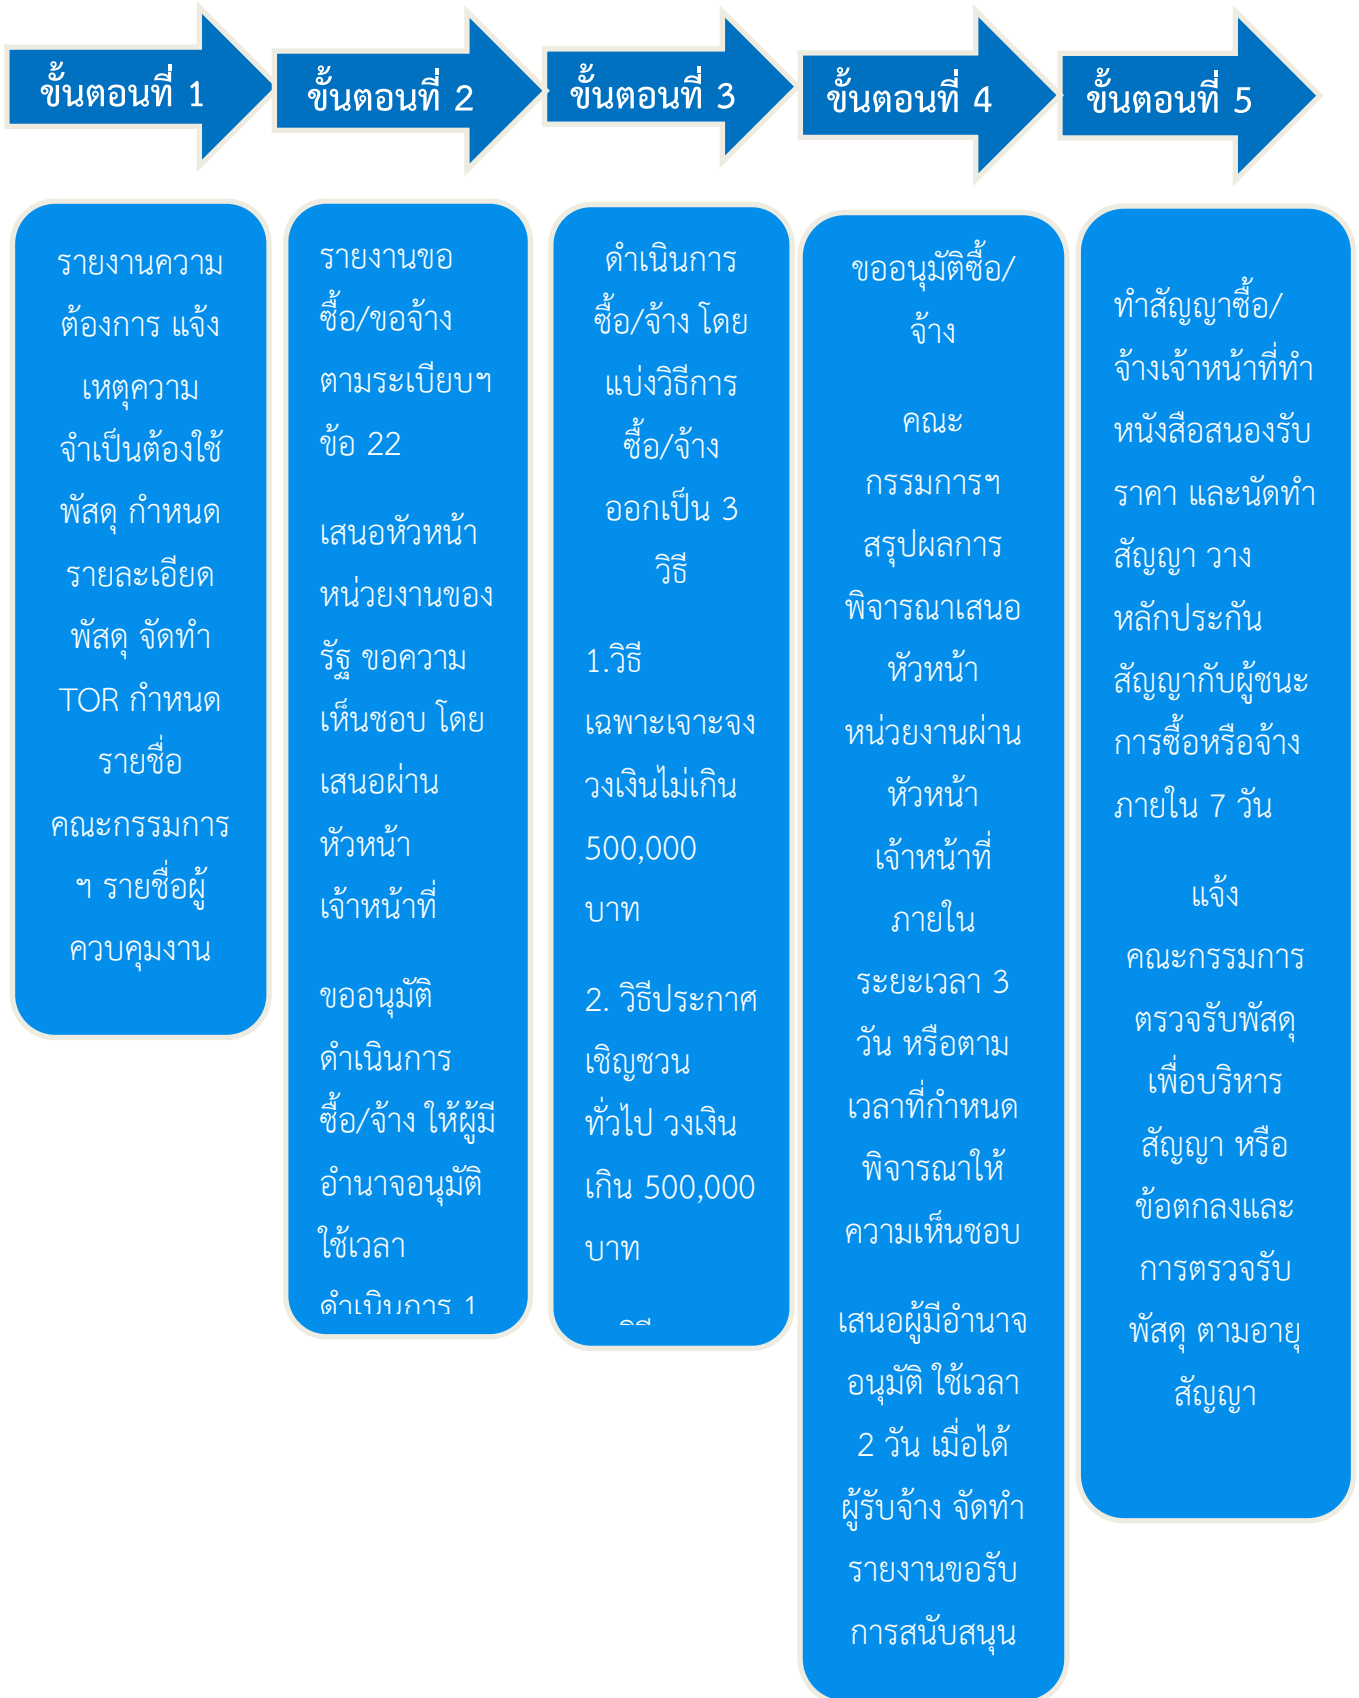 ขั้นตอนที่ 1
ขั้นตอนที่ 2
ขั้นตอนที่ 3
ขั้นตอนที่ 4
ขั้นตอนที่ 5
รายงานความ
ต้องการ แจ้ง
เหตุความ
จำเป็นต้องใช้
พัสดุ กำหนด
รายละเอียด
พัสดุ จัดทำ
TOR กำหนด
รายชื่อ
คณะกรรมการ
ฯ รายชื่อผู้
ควบคุมงาน
รายงานขอ
ซื้อ/ขอจ้าง
ตามระเบียบฯ
ข้อ 22
เสนอหัวหน้า
หน่วยงานของ
รัฐ ขอความ
เห็นชอบ โดย
เสนอผ่าน
หัวหน้า
เจ้าหน้าที่
ขออนุมัติ
ดำเนินการ
ซื้อ/จ้าง ให้ผู้มี
อำนาจอนุมัติ
ใช้เวลา
ดำเนินการ 1
ดำเนินการ
ซื้อ/จ้าง โดย
แบ่งวิธีการ
ซื้อ/จ้าง
ออกเป็น 3
วิธี
1.วิธี
เฉพาะเจาะจง
วงเงินไม่เกิน
500,000
บาท
2. วิธีประกาศ
เชิญชวน
ทั่วไป วงเงิน
เกิน 500,000
บาท
ขออนุมัติซื้อ/
จ้าง
คณะ
กรรมการฯ
สรุปผลการ
พิจารณาเสนอ
หัวหน้า
หน่วยงานผ่าน
หัวหน้า
เจ้าหน้าที่
ภายใน
ระยะเวลา 3
วัน หรือตาม
เวลาที่กำหนด
พิจารณาให้
ความเห็นชอบ
เสนอผู้มีอำนาจ
อนุมัติ ใช้เวลา
2 วัน เมื่อได้
ผู้รับจ้าง จัดทำ
รายงานขอรับ
การสนับสนุน
ทำสัญญาซื้อ/
จ้างเจ้าหน้าที่ทำ
หนังสือสนองรับ
ราคา และนัดทำ
สัญญา วาง
หลักประกัน
สัญญากับผู้ชนะ
การซื้อหรือจ้าง
ภายใน 7 วัน
แจ้ง
คณะกรรมการ
ตรวจรับพัสดุ
เพื่อบริหาร
สัญญา หรือ
ข้อตกลงและ
การตรวจรับ
พัสดุ ตามอายุ
สัญญา